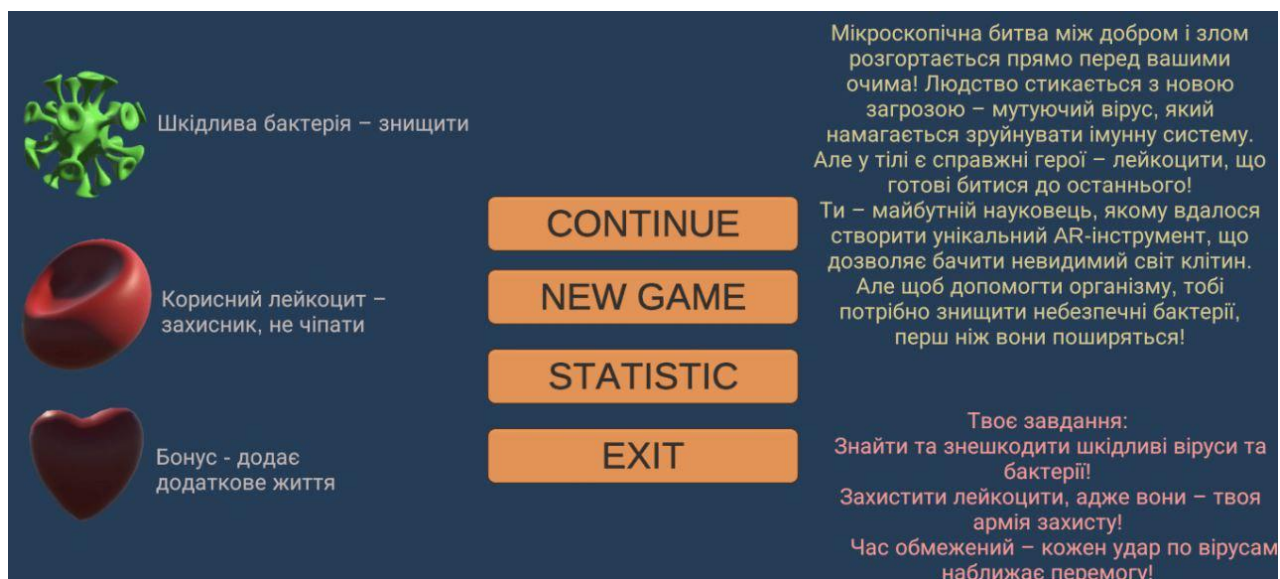 Шкідлива бактерія – знищити
Корисний лейкоцит –
захисник, не чіпати
Бонус - додає
додаткове життя
CONTINUE
NEW GAME
STATISTIC
EXIT
Мікроскопічна битва між добром і злом
розгортається прямо перед вашими
очима! Людство стикається з новою
загрозою – мутуючий вірус, який
намагається зруйнувати імунну систему.
Але у тілі є справжні герої – лейкоцити, що
готові битися до останнього!
Ти – майбутній науковець, якому вдалося
створити унікальний AR-інструмент, що
дозволяє бачити невидимий світ клітин.
Але щоб допомогти організму, тобі
потрібно знищити небезпечні бактерії,
перш ніж вони поширяться!
Твоє завдання:
Знайти та знешкодити шкідливі віруси та
бактерії!
Захистити лейкоцити, адже вони – твоя
армія захисту!
Час обмежений – кожен удар по вірусам
наближає перемогу!